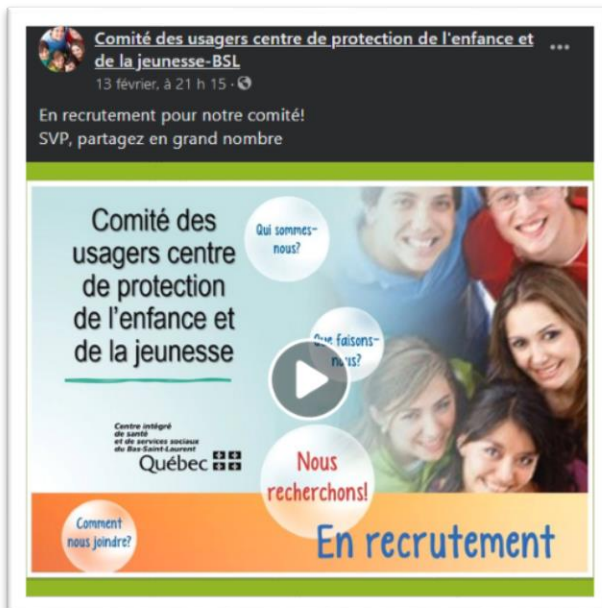 Comité des usagers centre de protection de l'enfance et
de la jeunesse-BSL
13 février, à 21 h 15 ·
En recrutement pour notre comité!
SVP, partagez en grand nombre
Comité des
usagers centre
de protection
de l'enfance et
de la jeunesse
Qui sommes-
nous?
Que faisons-
nous?
Centre intégré
de santé
et de services sociaux
du Bas-Saint-Laurent
Québec
Nous
recherchons!
Comment
nous joindre?
En recrutement